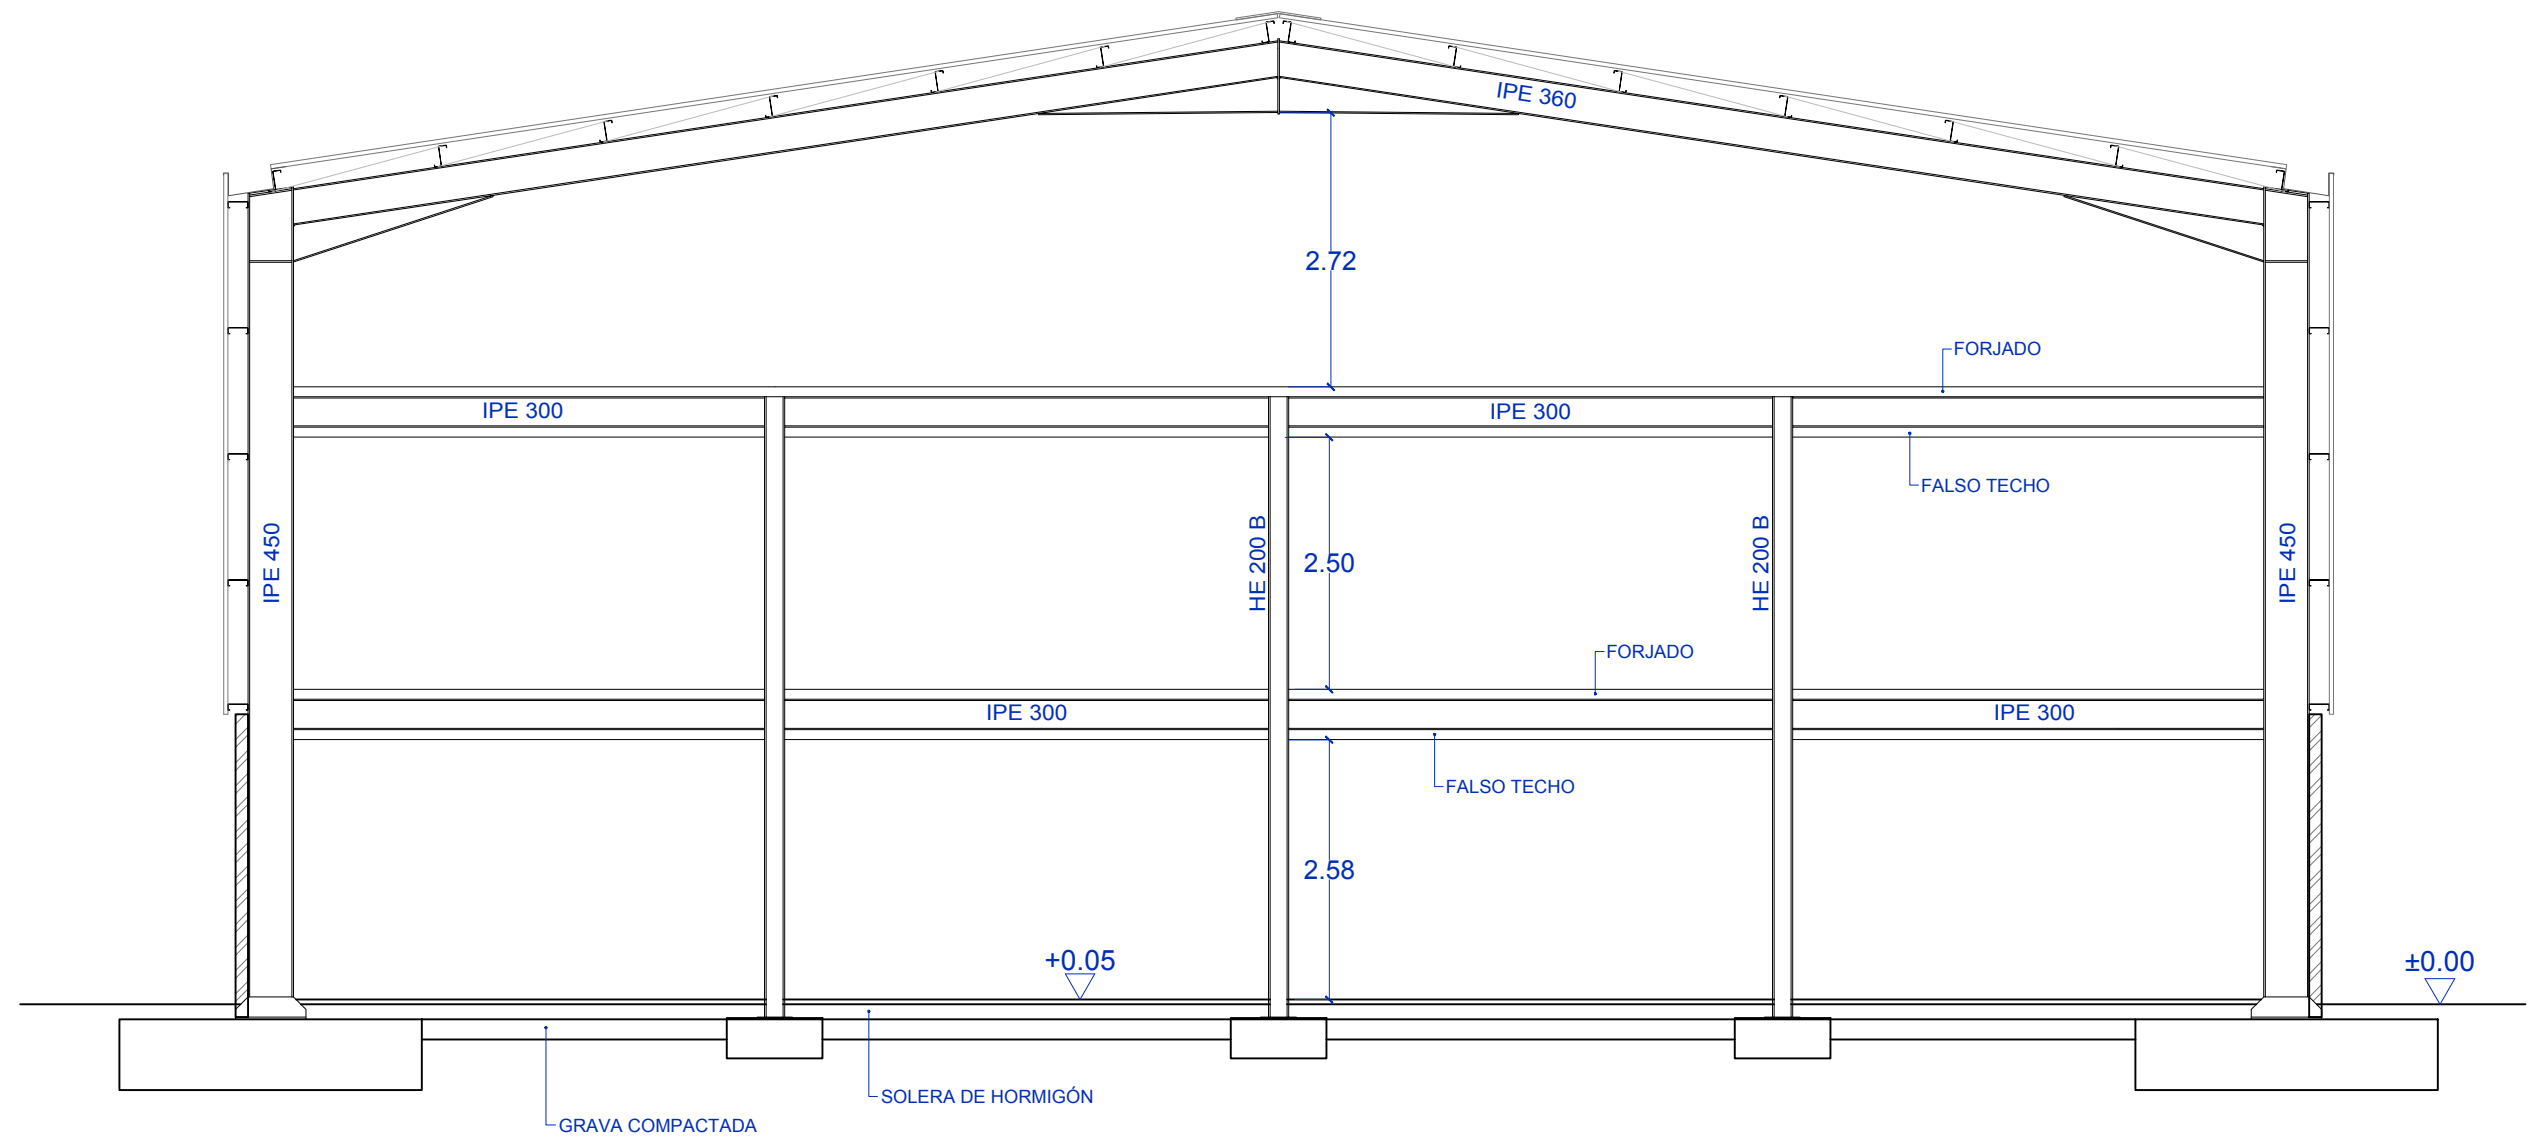 IPE 360
2.72
FORJADO
IPE 300
IPE 300
FALSO TECHO
IPE 450
HE 200 B
2.50
HE 200 B
IPE 450
FORJADO
IPE 300
IPE 300
FALSO TECHO
2.58
+0.05
±0.00
SOLERA DE HORMIGÓN
GRAVA COMPACTADA